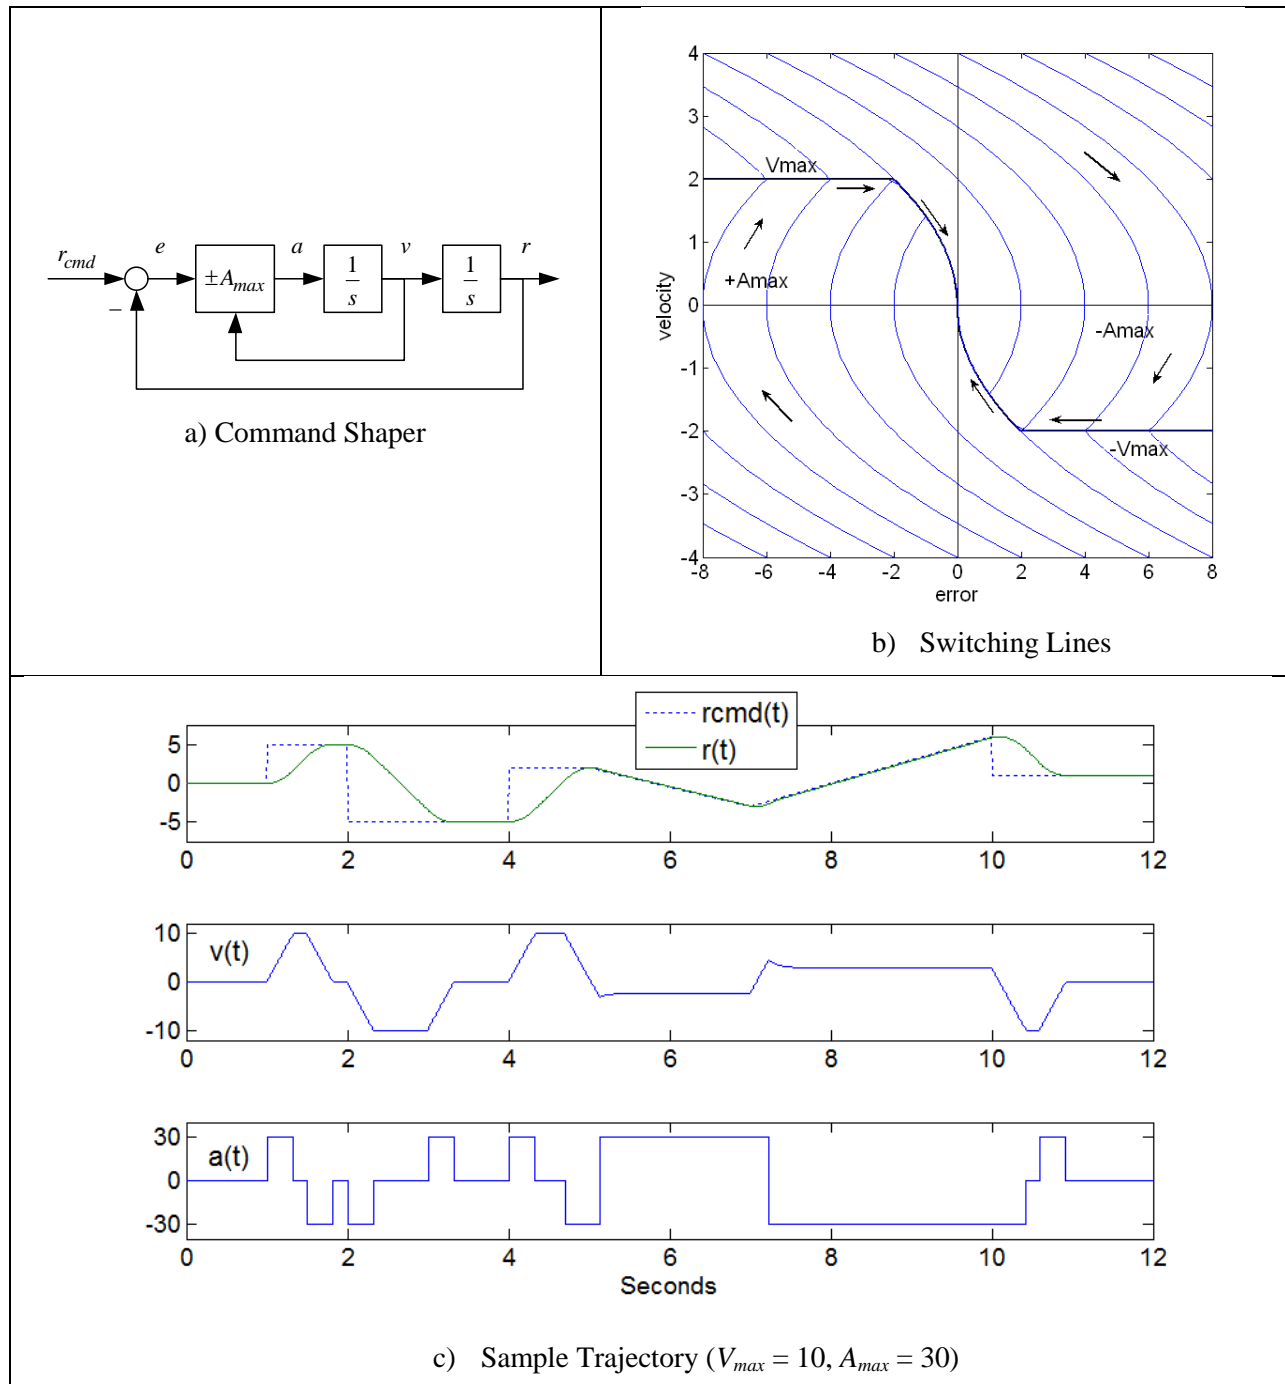 r_cmd e a v r
±A_max 1/s 1/s
−
a) Command Shaper
4
3
Vmax
2
1
+Amax
0
-Amax
-1
-2
-Vmax
-3
-4
velocity
-8 -6 -4 -2 0 2 4 6 8
error
b) Switching Lines
rcmd(t)
r(t)
5
0
-5
0 2 4 6 8 10 12
10
v(t)
0
-10
0 2 4 6 8 10 12
30
a(t)
0
-30
0 2 4 6 8 10 12
Seconds
c) Sample Trajectory (V_max = 10, A_max = 30)